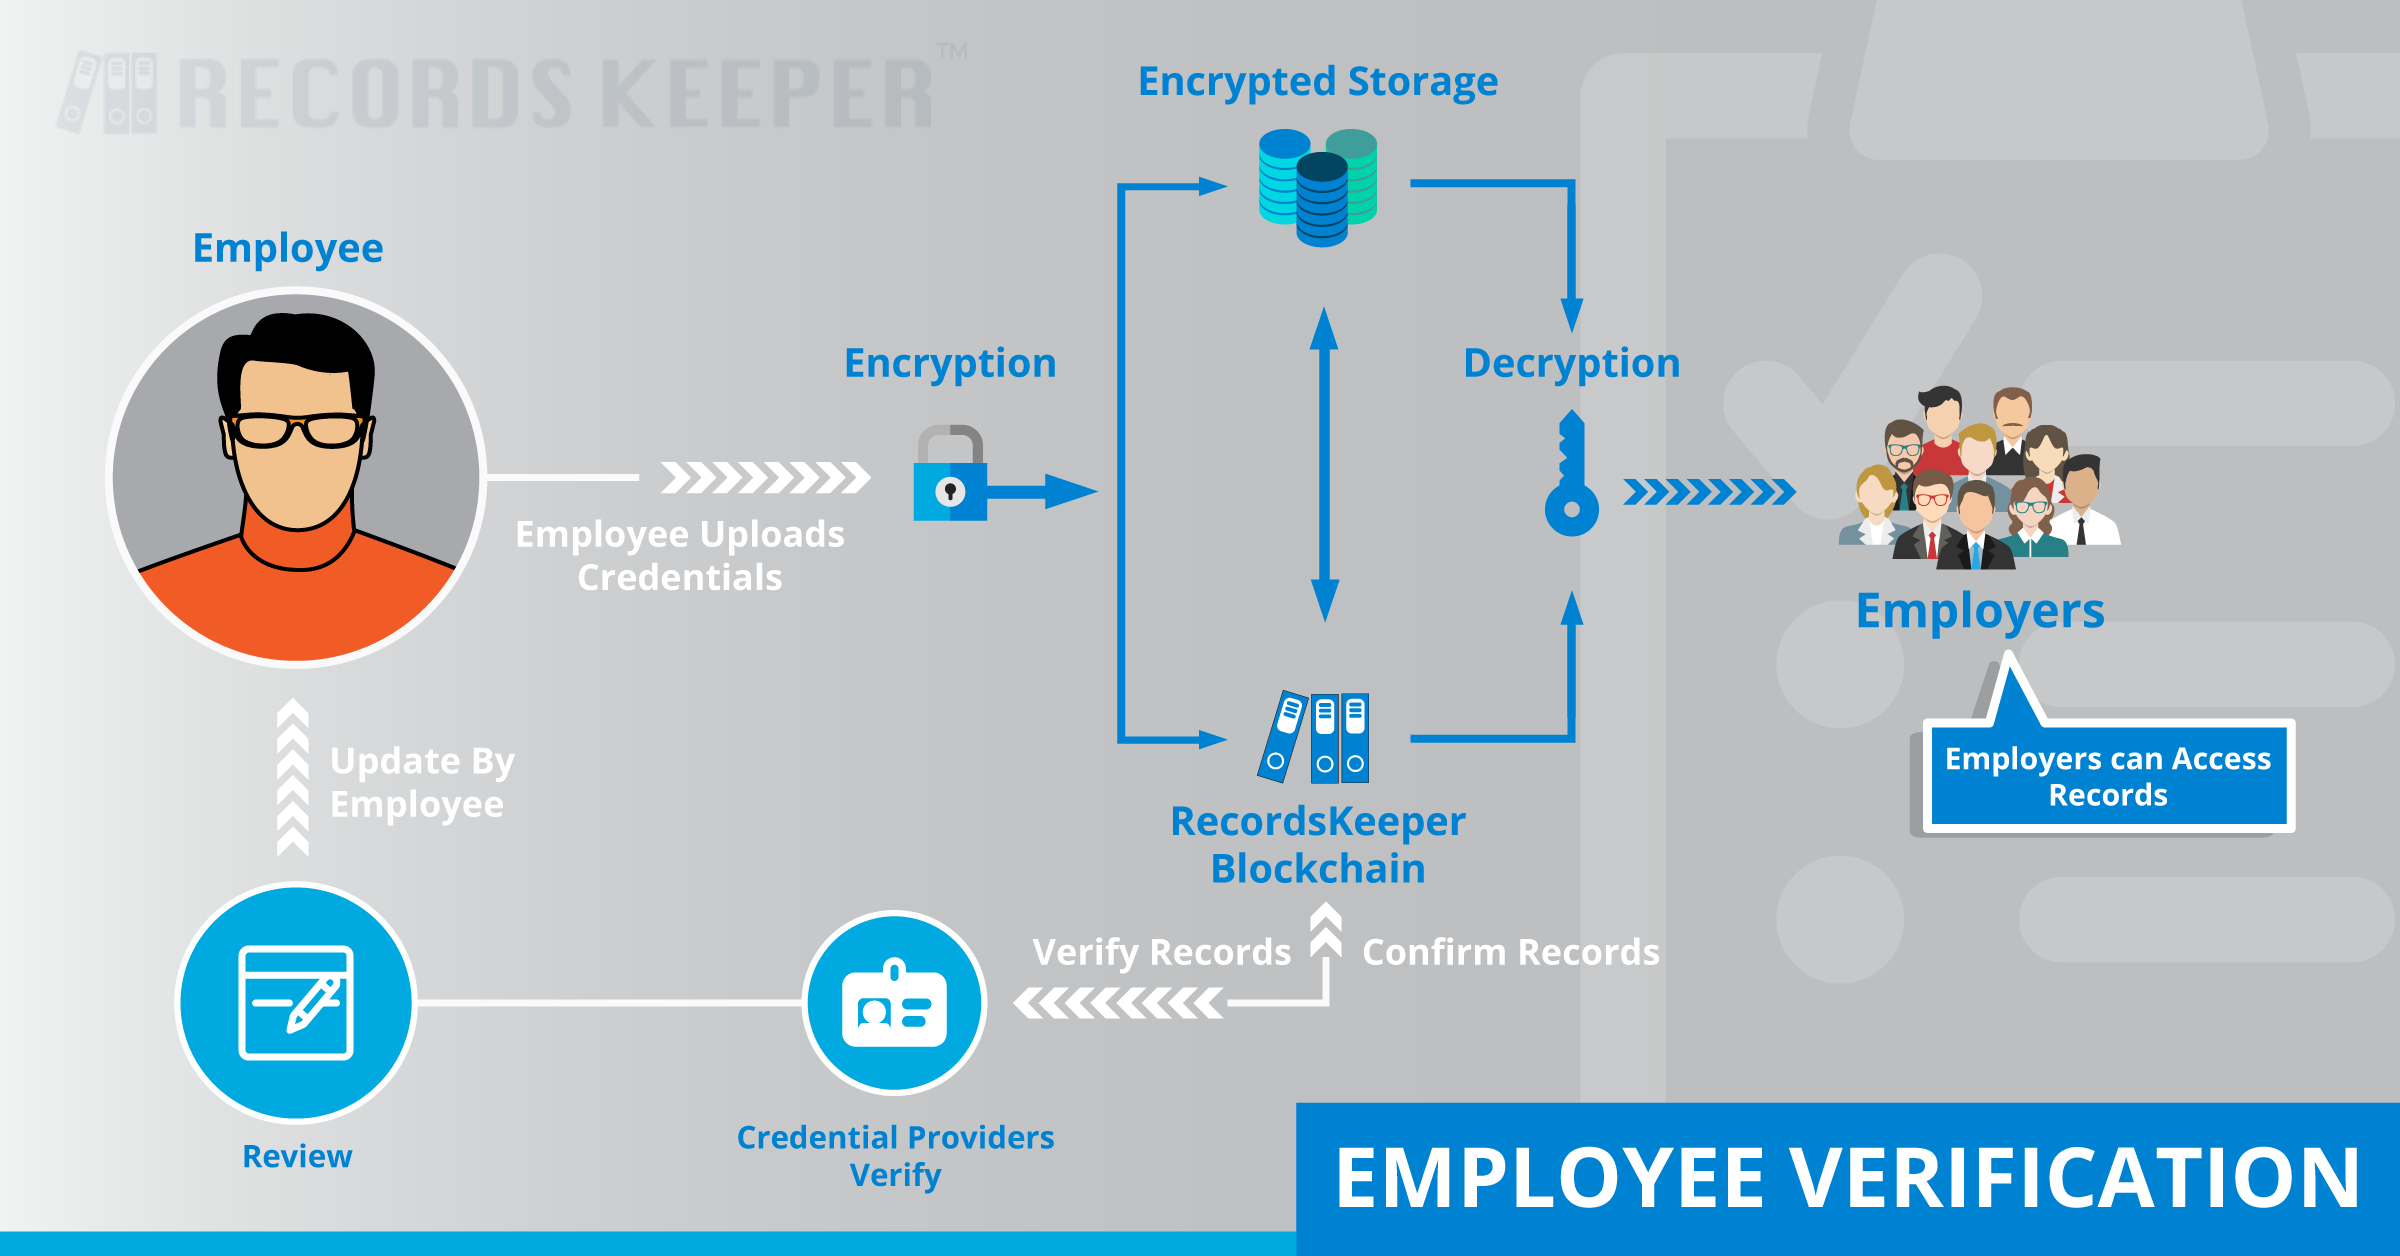 RECORDS KEEPER™
Encrypted Storage
Employee
Encryption
Decryption
Employee Uploads
Credentials
Employers
Employers can Access
Records
Update By
Employee
RecordsKeeper
Blockchain
Verify Records
Confirm Records
Review
Credential Providers
Verify
EMPLOYEE VERIFICATION